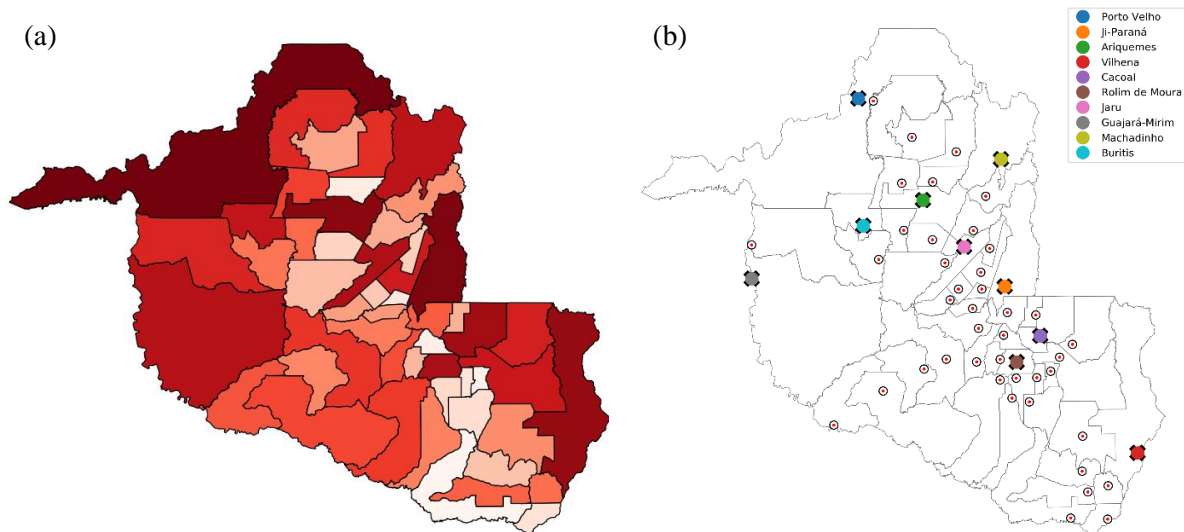 (a)
(b)
Porto Velho
Ji-Paraná
Ariquemes
Vilhena
Cacoal
Rolim de Moura
Jaru
Guajará-Mirim
Machadinho
Buritis